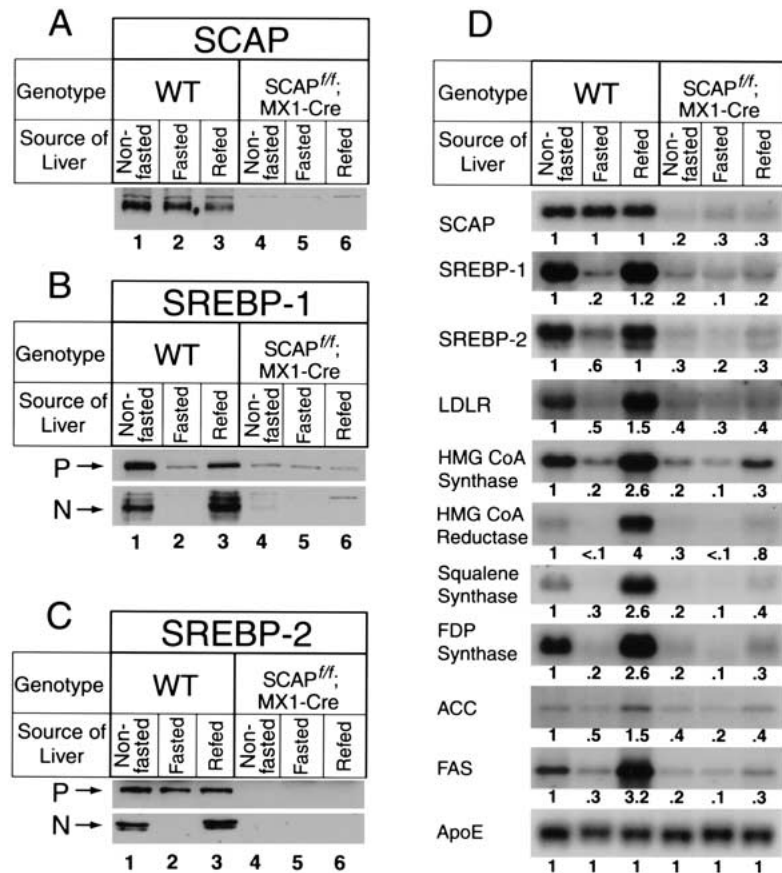 A
SCAP
Genotype WT SCAPf/f; MX1-Cre
Source of Liver Non-fasted Fasted Refed Non-fasted Fasted Refed
1 2 3 4 5 6
B
SREBP-1
Genotype WT SCAPf/f; MX1-Cre
Source of Liver Non-fasted Fasted Refed Non-fasted Fasted Refed
P
N
1 2 3 4 5 6
C
SREBP-2
Genotype WT SCAPf/f; MX1-Cre
Source of Liver Non-fasted Fasted Refed Non-fasted Fasted Refed
P
N
1 2 3 4 5 6
D
Genotype WT SCAPf/f; MX1-Cre
Source of Liver Non-fasted Fasted Refed Non-fasted Fasted Refed
SCAP
1 1 1 .2 .3 .3
SREBP-1
1 .2 1.2 .2 .1 .2
SREBP-2
1 .6 1 .3 .2 .3
LDLR
1 .5 1.5 .4 .3 .4
HMG CoA Synthase
1 .2 2.6 .2 .1 .3
HMG CoA Reductase
1 <.1 4 .3 <.1 .8
Squalene Synthase
1 .3 2.6 .2 .1 .4
FDP Synthase
1 .2 2.6 .2 .1 .3
ACC
1 .5 1.5 .4 .2 .4
FAS
1 .3 3.2 .2 .1 .3
ApoE
1 1 1 1 1 1